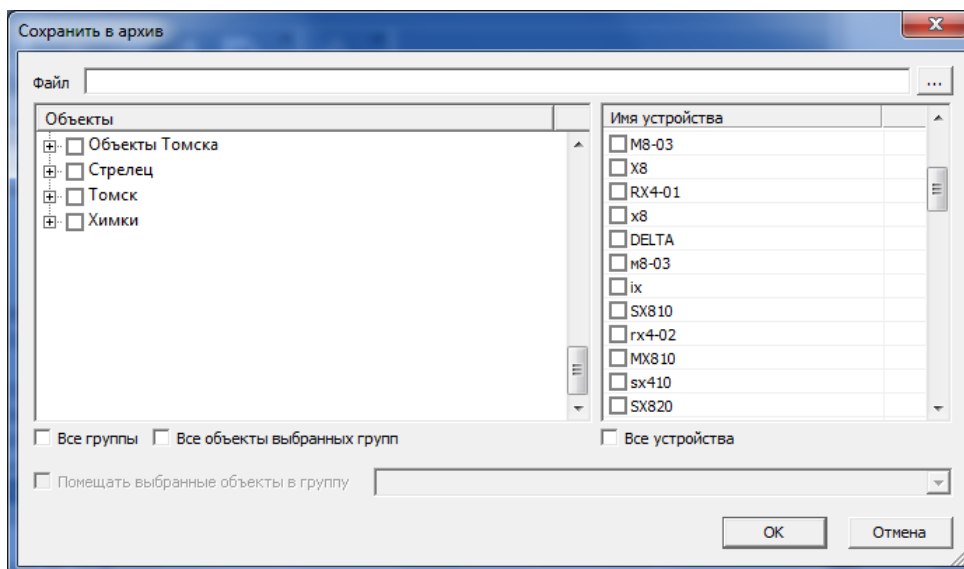 Сохранить в архив
Файл
...
Объекты
Объекты Томска
Стрелец
Томск
Химки
Имя устройства
M8-03
X8
RX4-01
x8
DELTA
м8-03
ix
SX810
rx4-02
MX810
sx410
SX820
Все группы Все объекты выбранных групп
Все устройства
Помещать выбранные объекты в группу
OK Отмена